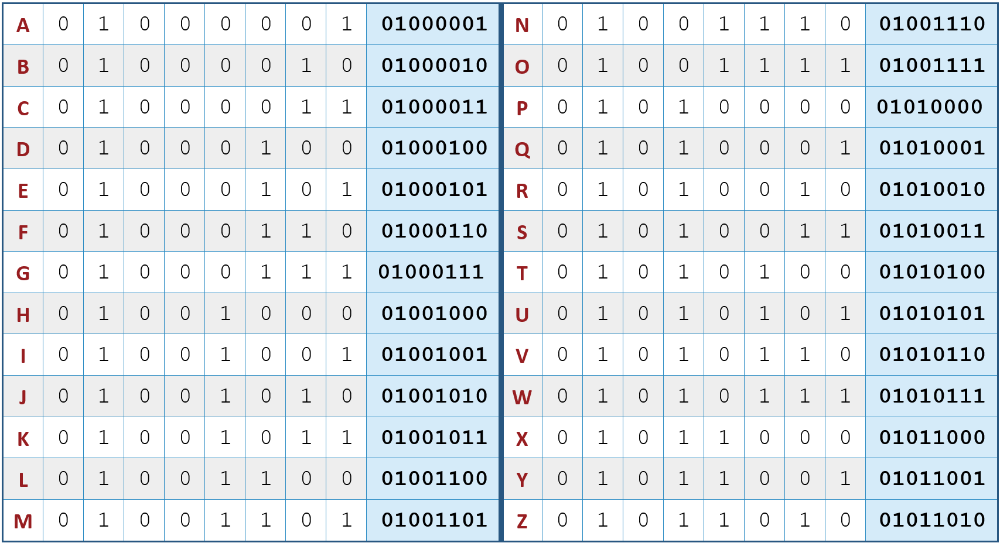 A 0 1 0 0 0 0 0 1 01000001 N 0 1 0 0 1 1 1 0 01001110
B 0 1 0 0 0 0 1 0 01000010 O 0 1 0 0 1 1 1 1 01001111
C 0 1 0 0 0 0 1 1 01000011 P 0 1 0 1 0 0 0 0 01010000
D 0 1 0 0 0 1 0 0 01000100 Q 0 1 0 1 0 0 0 1 01010001
E 0 1 0 0 0 1 0 1 01000101 R 0 1 0 1 0 0 1 0 01010010
F 0 1 0 0 0 1 1 0 01000110 S 0 1 0 1 0 0 1 1 01010011
G 0 1 0 0 0 1 1 1 01000111 T 0 1 0 1 0 1 0 0 01010100
H 0 1 0 0 1 0 0 0 01001000 U 0 1 0 1 0 1 0 1 01010101
I 0 1 0 0 1 0 0 1 01001001 V 0 1 0 1 0 1 1 0 01010110
J 0 1 0 0 1 0 1 0 01001010 W 0 1 0 1 0 1 1 1 01010111
K 0 1 0 0 1 0 1 1 01001011 X 0 1 0 1 1 0 0 0 01011000
L 0 1 0 0 1 1 0 0 01001100 Y 0 1 0 1 1 0 0 1 01011001
M 0 1 0 0 1 1 0 1 01001101 Z 0 1 0 1 1 0 1 0 01011010